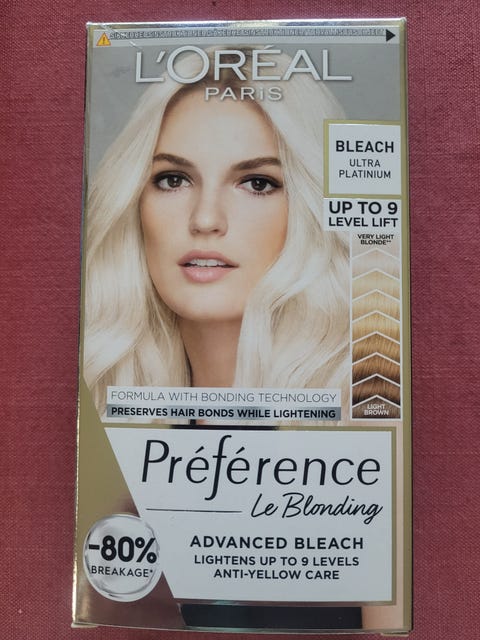 L'ORÉAL
PARIS
BLEACH
ULTRA
PLATINIUM
UP TO 9
LEVEL LIFT
VERY LIGHT
BLONDE**
LIGHT
BROWN
FORMULA WITH BONDING TECHNOLOGY
PRESERVES HAIR BONDS WHILE LIGHTENING
Préférence
Le Blonding
-80%
BREAKAGE*
ADVANCED BLEACH
LIGHTENS UP TO 9 LEVELS
ANTI-YELLOW CARE